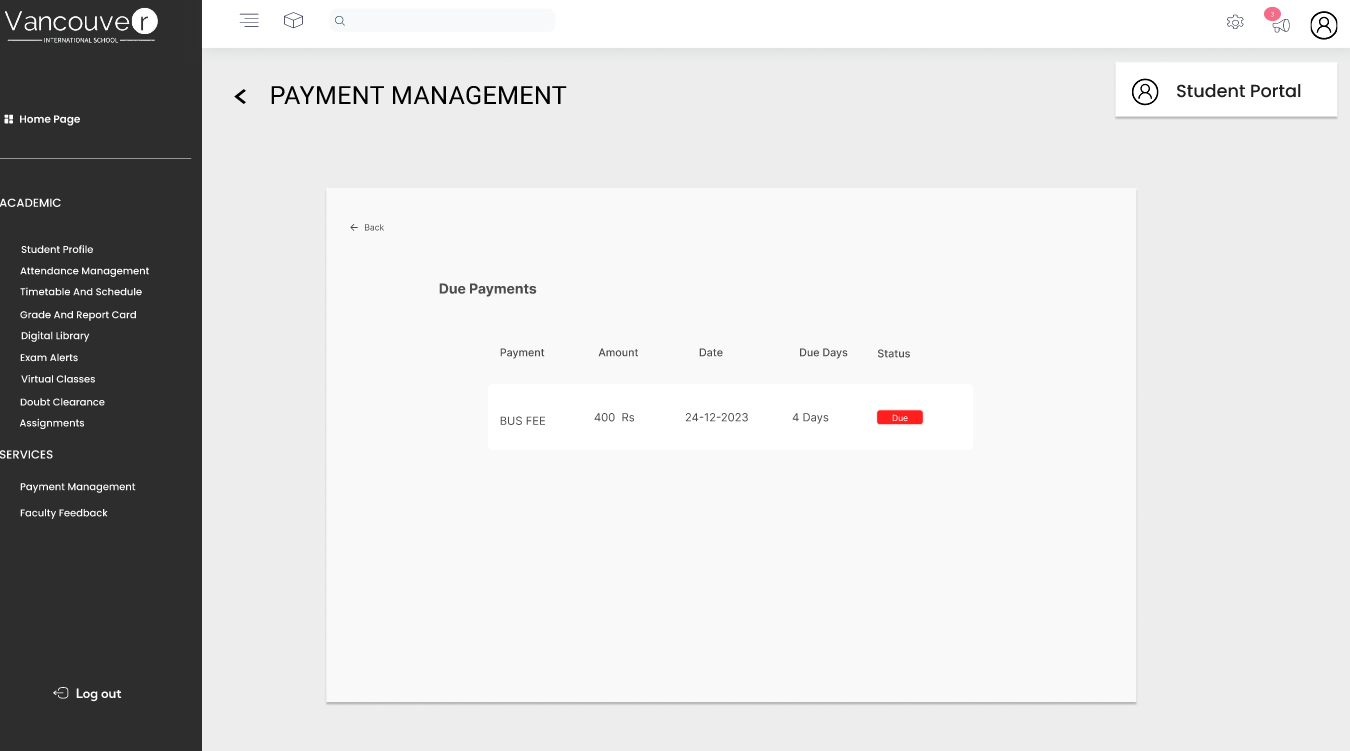 Vancouver
INTERNATIONAL SCHOOL
3
PAYMENT MANAGEMENT
Student Portal
Home Page
ACADEMIC
Student Profile
Attendance Management
Timetable And Schedule
Grade And Report Card
Digital Library
Exam Alerts
Virtual Classes
Doubt Clearance
Assignments
SERVICES
Payment Management
Faculty Feedback
Log out
Back
Due Payments
Payment Amount Date Due Days Status
BUS FEE 400 Rs 24-12-2023 4 Days Due